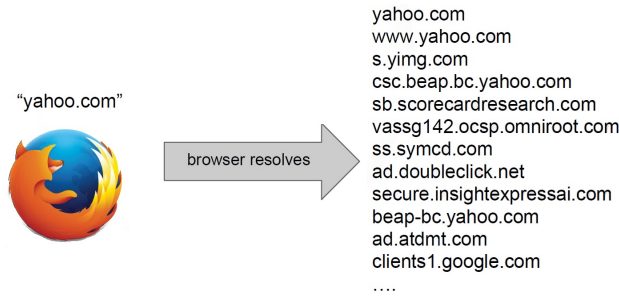 “yahoo.com”
browser resolves
yahoo.com
www.yahoo.com
s.yimg.com
csc.beap.bc.yahoo.com
sb.scorecardresearch.com
vassg142.ocsp.omniroot.com
ss.symcd.com
ad.doubleclick.net
secure.insightexpressai.com
beap-bc.yahoo.com
ad.atdmt.com
clients1.google.com
....